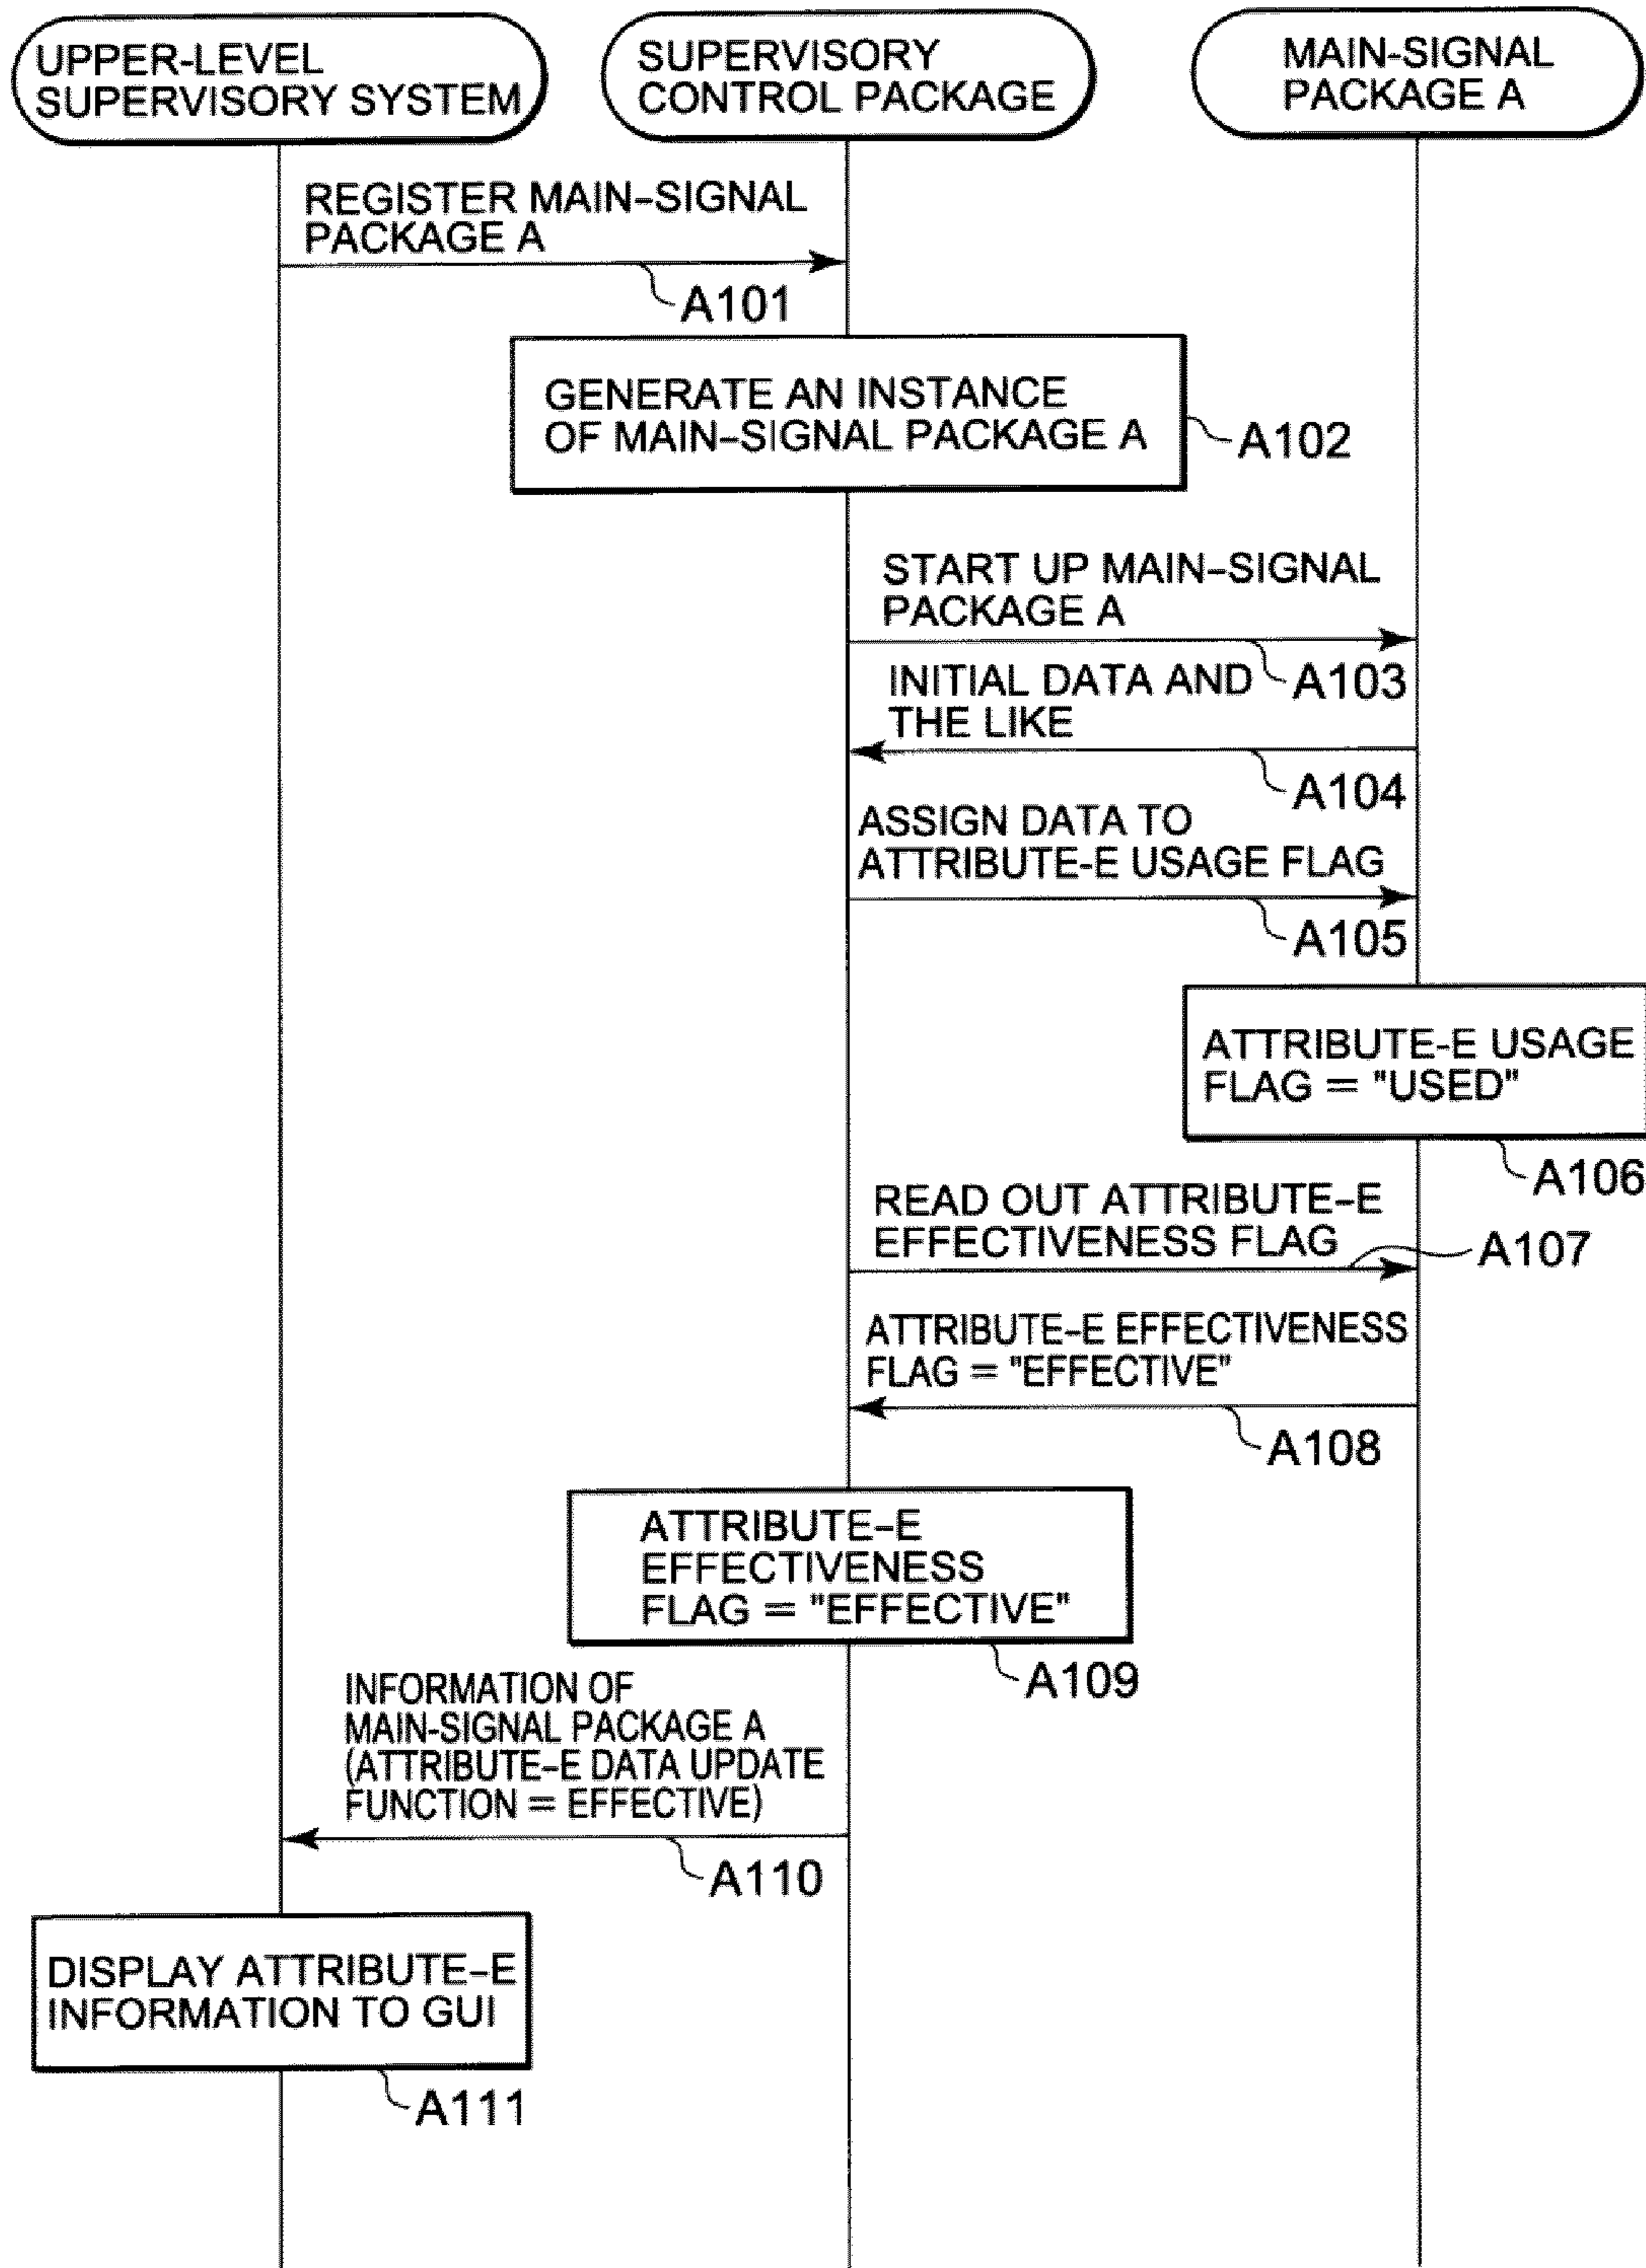 UPPER-LEVEL
SUPERVISORY SYSTEM
SUPERVISORY
CONTROL PACKAGE
MAIN-SIGNAL
PACKAGE A
REGISTER MAIN–SIGNAL
PACKAGE A
A101
GENERATE AN INSTANCE
OF MAIN–SIGNAL PACKAGE A
A102
START UP MAIN–SIGNAL
PACKAGE A
A103
INITIAL DATA AND
THE LIKE
A104
ASSIGN DATA TO
ATTRIBUTE-E USAGE FLAG
A105
ATTRIBUTE-E USAGE
FLAG = "USED"
A106
READ OUT ATTRIBUTE–E
EFFECTIVENESS FLAG
A107
ATTRIBUTE–E EFFECTIVENESS
FLAG = "EFFECTIVE"
A108
ATTRIBUTE–E
EFFECTIVENESS
FLAG = "EFFECTIVE"
A109
INFORMATION OF
MAIN-SIGNAL PACKAGE A
(ATTRIBUTE–E DATA UPDATE
FUNCTION = EFFECTIVE)
A110
DISPLAY ATTRIBUTE–E
INFORMATION TO GUI
A111